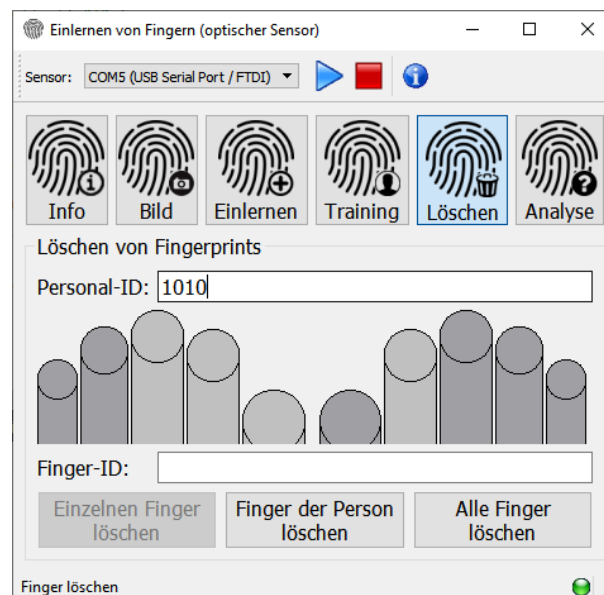 Einlernen von Fingern (optischer Sensor)
Sensor: COM5 (USB Serial Port / FTDI)
Info Bild Einlernen Training Löschen Analyse
Löschen von Fingerprints
Personal-ID: 1010
Finger-ID:
Einzelnen Finger löschen
Finger der Person löschen
Alle Finger löschen
Finger löschen